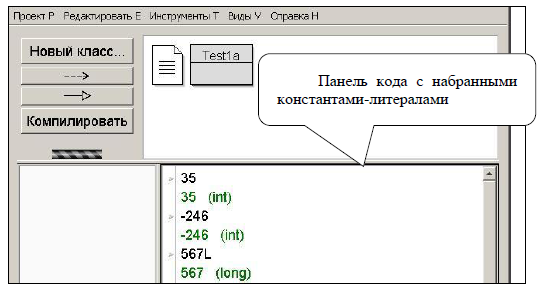 Проект Р Редактировать Е Инструменты Т Виды У Справка Н
Новый класс...
Компилировать
Test1a
Панель кода с набранными
константами-литералами
35
35 (int)
-246
-246 (int)
567L
567 (long)